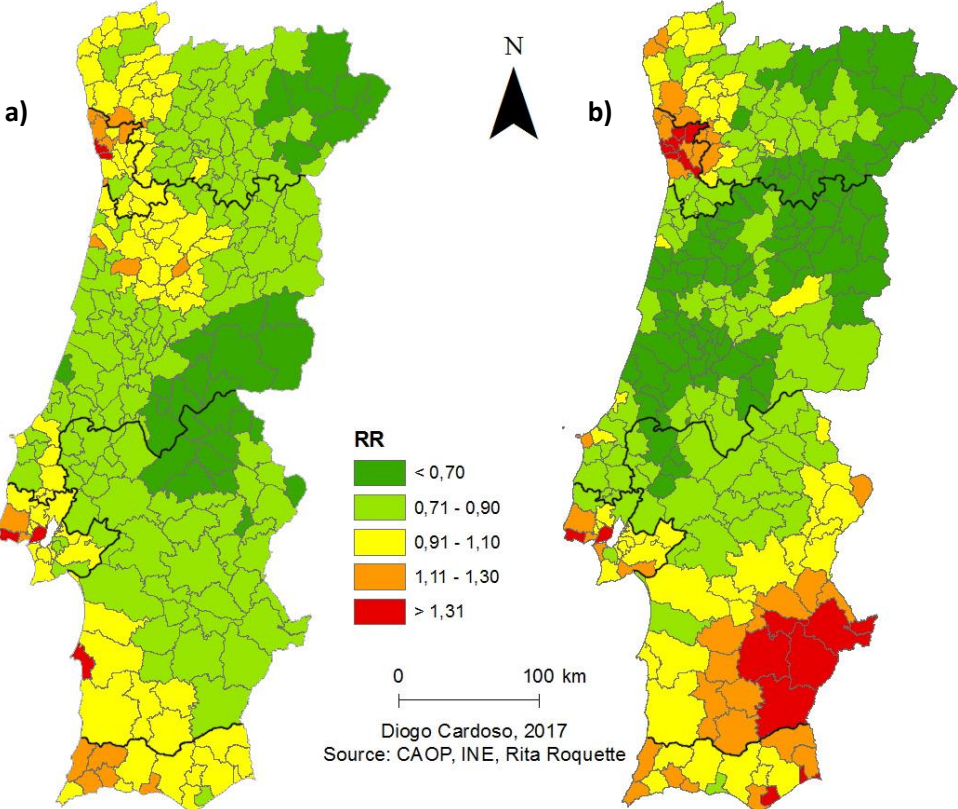 a)
N
b)
RR
< 0,70
0,71 - 0,90
0,91 - 1,10
1,11 - 1,30
> 1,31
0 100 km
Diogo Cardoso, 2017
Source: CAOP, INE, Rita Roquette